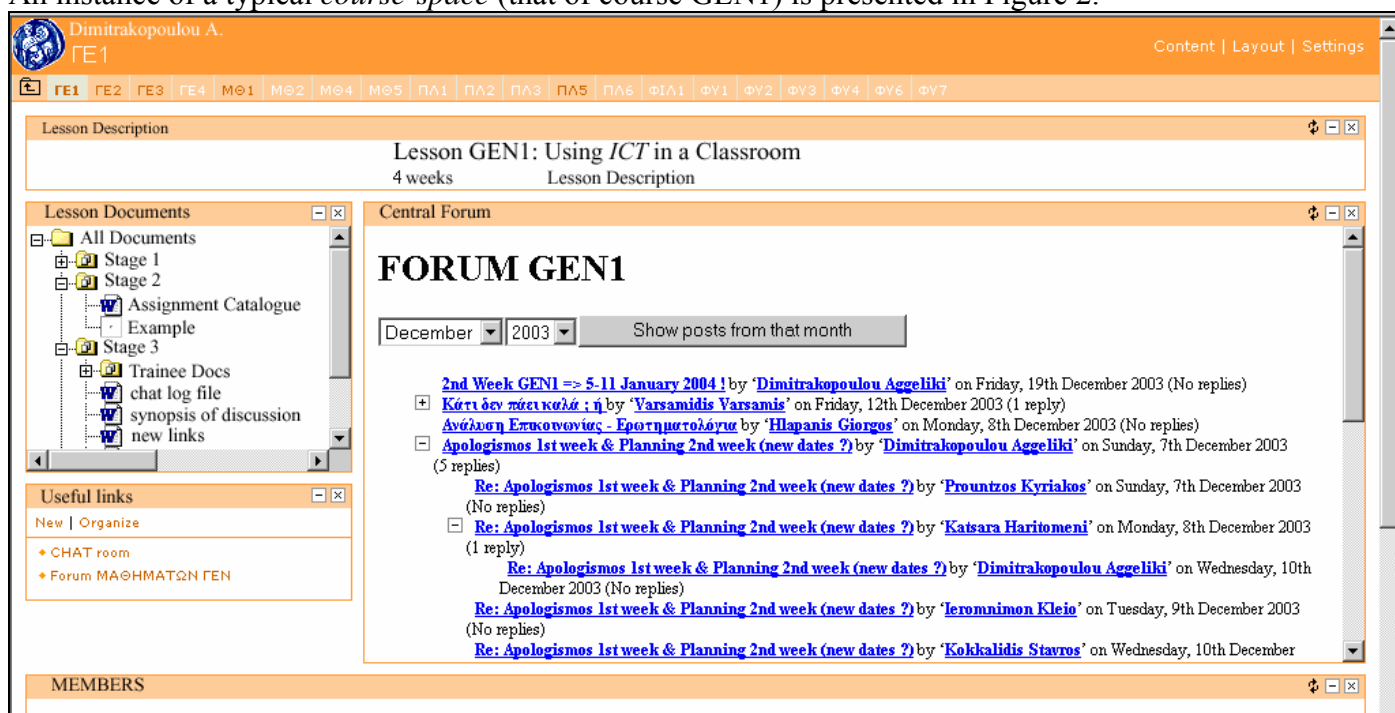 An instance of a typical course-space (that of course GEN1) is presented in Figure 2.
Dimitrakopoulou A.
ΓΕ1
Content | Layout | Settings
ΓΕ1 ΓΕ2 ΓΕ3 ΓΕ4 ΜΘ1 ΜΘ2 ΜΘ4 ΜΘ5 ΠΛ1 ΠΛ2 ΠΛ3 ΠΛ5 ΠΛ6 ΦΙΛ1 ΦΥ1 ΦΥ2 ΦΥ3 ΦΥ4 ΦΥ6 ΦΥ7
Lesson Description
Lesson GEN1: Using ICT in a Classroom
4 weeks Lesson Description
Lesson Documents
All Documents
Stage 1
Stage 2
Assignment Catalogue
Example
Stage 3
Trainee Docs
chat log file
synopsis of discussion
new links
Useful links
New | Organize
CHAT room
Forum ΜΑΘΗΜΑΤΩΝ ΓΕΝ
Central Forum
FORUM GEN1
December 2003 Show posts from that month
2nd Week GEN1 => 5-11 January 2004 ! by ‘Dimitrakopoulou Aggeliki’ on Friday, 19th December 2003 (No replies)
Κάτι δεν πάει καλά ; ή by ‘Varsamidis Varsamis’ on Friday, 12th December 2003 (1 reply)
Ανάλυση Επικοινωνίας - Ερωτηματολόγια by ‘Hlapanis Giorgos’ on Monday, 8th December 2003 (No replies)
Apologismos 1st week & Planning 2nd week (new dates ?) by ‘Dimitrakopoulou Aggeliki’ on Sunday, 7th December 2003
(5 replies)
Re: Apologismos 1st week & Planning 2nd week (new dates ?) by ‘Prountzos Kyriakos’ on Sunday, 7th December 2003
(No replies)
Re: Apologismos 1st week & Planning 2nd week (new dates ?) by ‘Katsara Haritomeni’ on Monday, 8th December 2003
(1 reply)
Re: Apologismos 1st week & Planning 2nd week (new dates ?) by ‘Dimitrakopoulou Aggeliki’ on Wednesday, 10th
December 2003 (No replies)
Re: Apologismos 1st week & Planning 2nd week (new dates ?) by ‘Ieromnimon Kleio’ on Tuesday, 9th December 2003
(No replies)
Re: Apologismos 1st week & Planning 2nd week (new dates ?) by ‘Kokkalidis Stavros’ on Wednesday, 10th December
MEMBERS